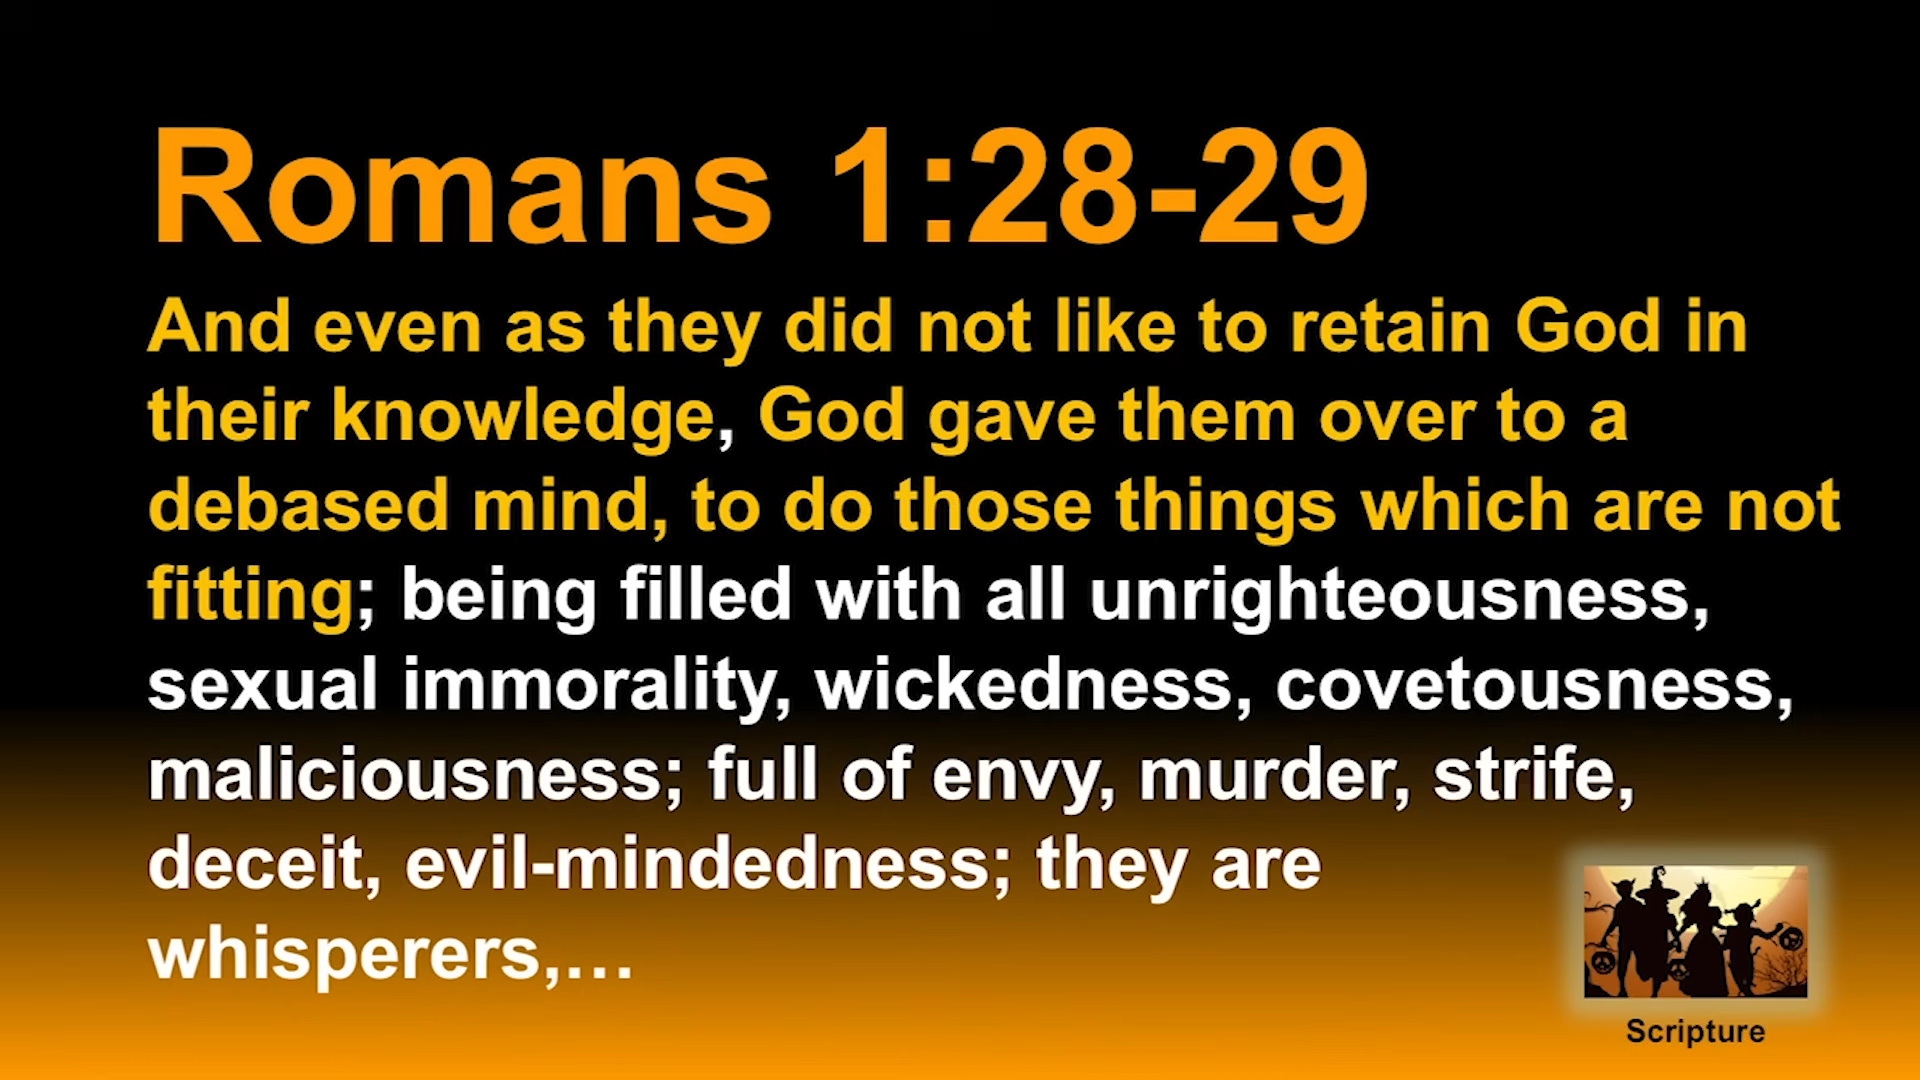 Romans 1:28-29
And even as they did not like to retain God in
their knowledge, God gave them over to a
debased mind, to do those things which are not
fitting; being filled with all unrighteousness,
sexual immorality, wickedness, covetousness,
maliciousness; full of envy, murder, strife,
deceit, evil-mindedness; they are
whisperers,…
Scripture